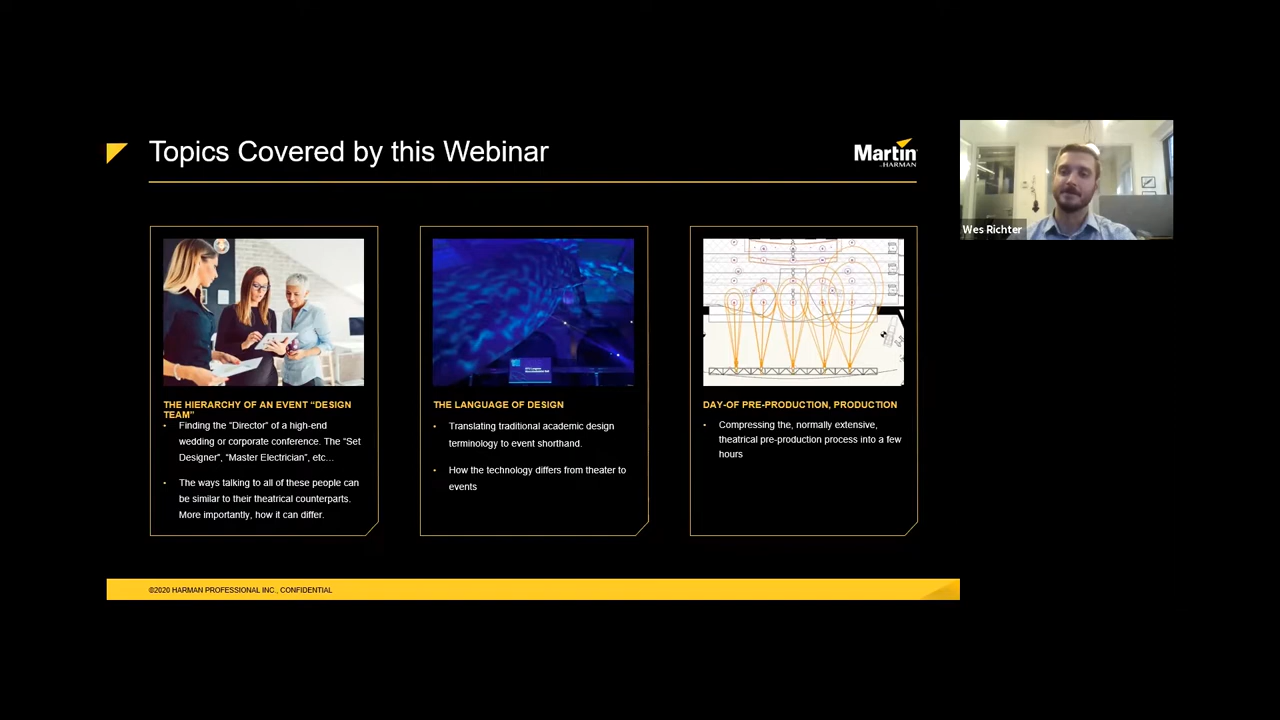 Topics Covered by this Webinar
Martin
by HARMAN
Wes Richter
THE HIERARCHY OF AN EVENT “DESIGN
TEAM”
• Finding the “Director” of a high-end
wedding or corporate conference. The “Set
Designer”, “Master Electrician”, etc...
• The ways talking to all of these people can
be similar to their theatrical counterparts.
More importantly, how it can differ.
THE LANGUAGE OF DESIGN
• Translating traditional academic design
terminology to event shorthand.
• How the technology differs from theater to
events
DAY-OF PRE-PRODUCTION, PRODUCTION
• Compressing the, normally extensive,
theatrical pre-production process into a few
hours
©2020 HARMAN PROFESSIONAL INC., CONFIDENTIAL